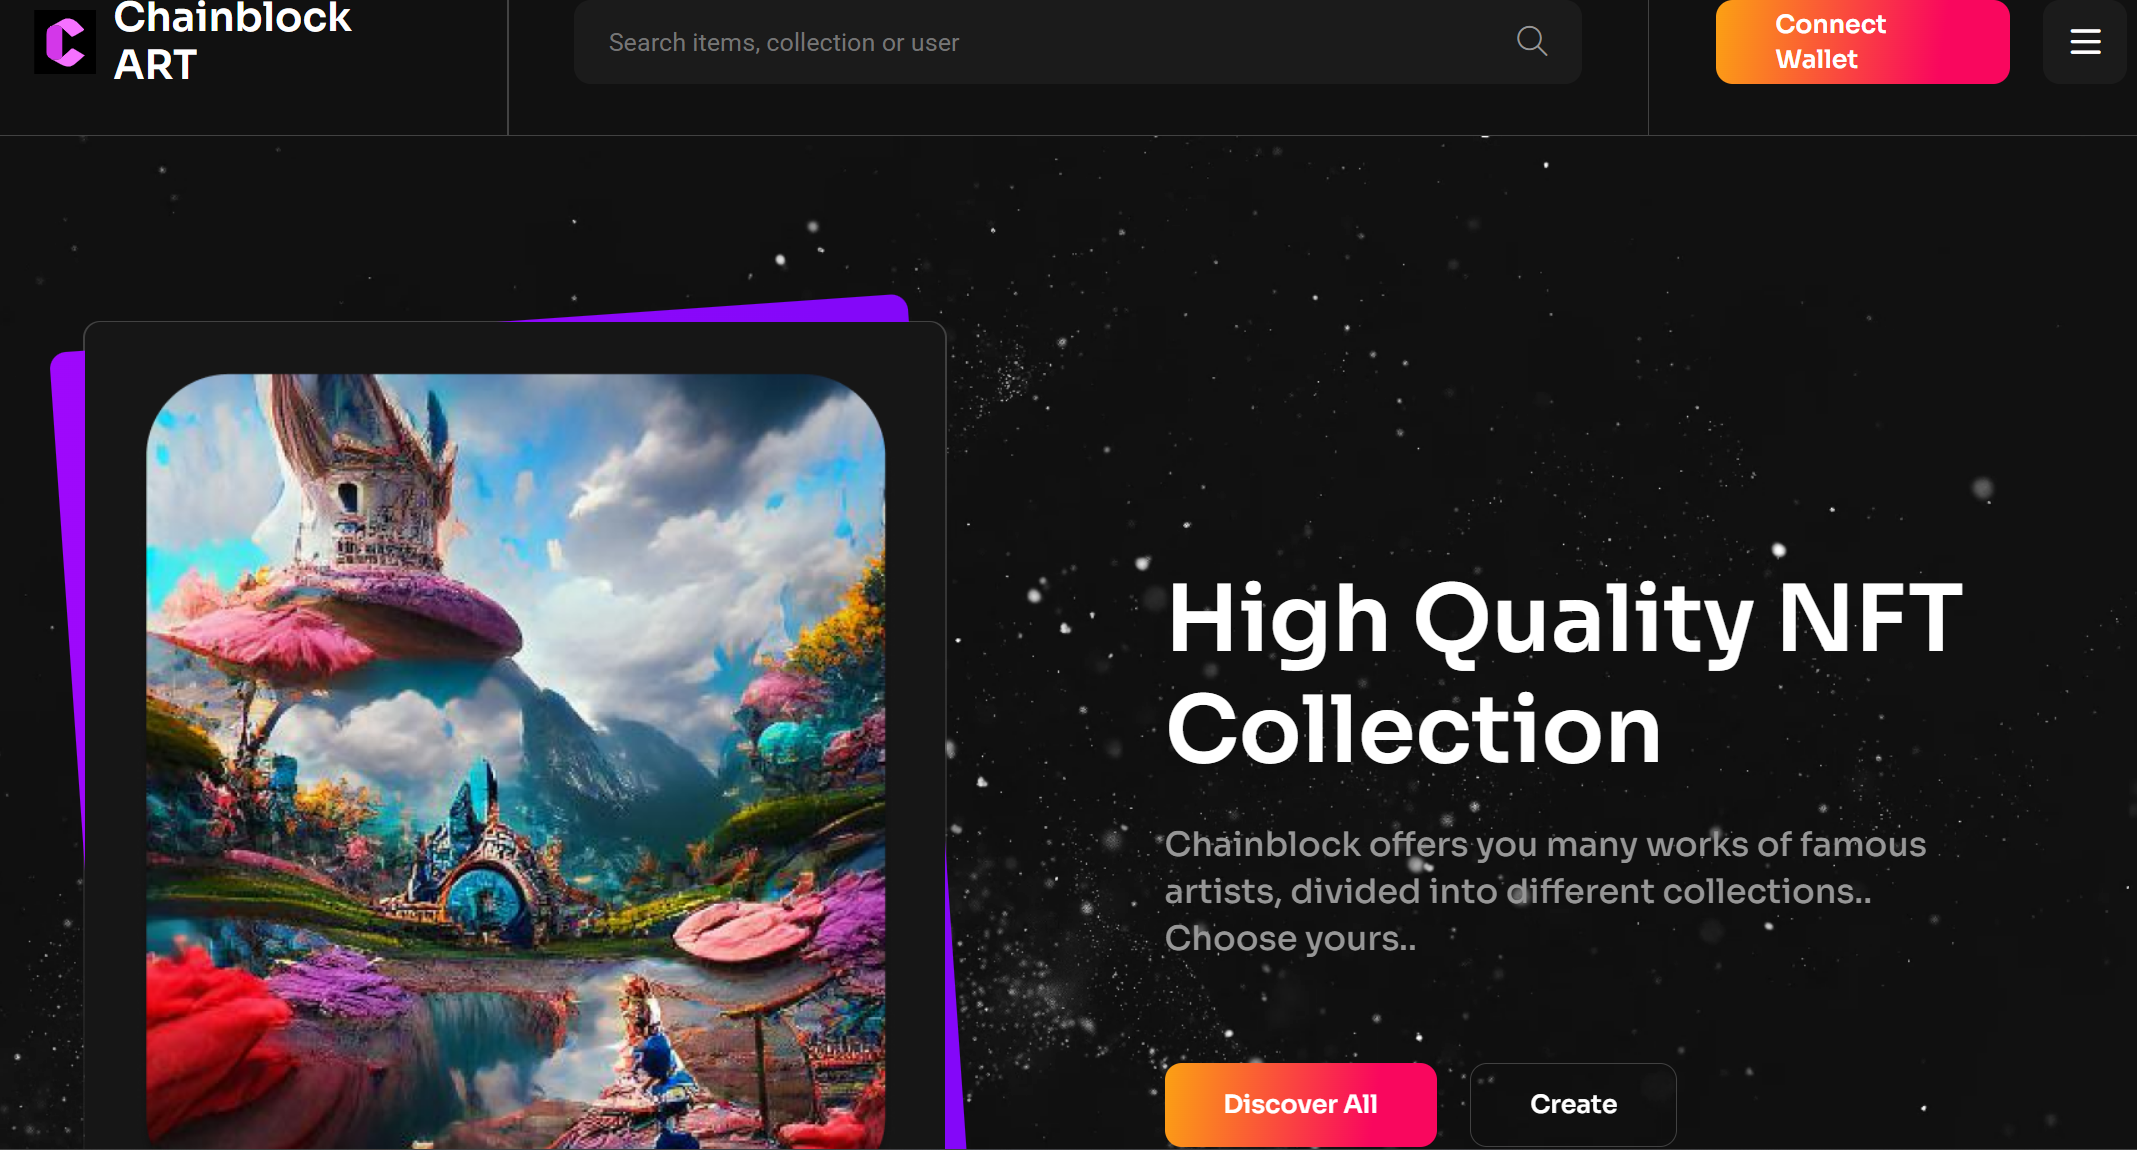 Chainblock
ART
Search items, collection or user
Connect
Wallet
High Quality NFT
Collection
Chainblock offers you many works of famous
artists, divided into different collections..
Choose yours..
Discover All
Create